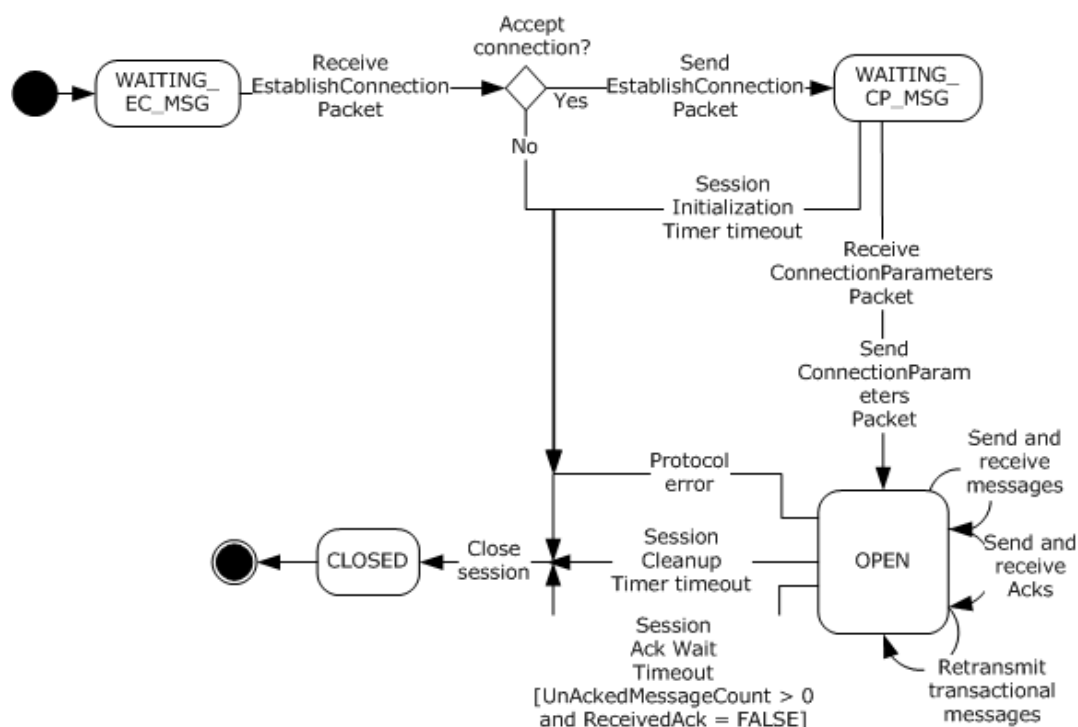 Accept
connection?
WAITING_
EC_MSG
Receive
EstablishConnection
Packet
Yes
No
Send
EstablishConnection
Packet
WAITING_
CP_MSG
Session
Initialization
Timer timeout
Receive
ConnectionParameters
Packet
Send
ConnectionParam
eters
Packet
Protocol
error
Send and
receive
messages
CLOSED
Close
session
Session
Cleanup
Timer timeout
OPEN
Send and
receive
Acks
Session
Ack Wait
Timeout
[UnAckedMessageCount > 0
and ReceivedAck = FALSE]
Retransmit
transactional
messages